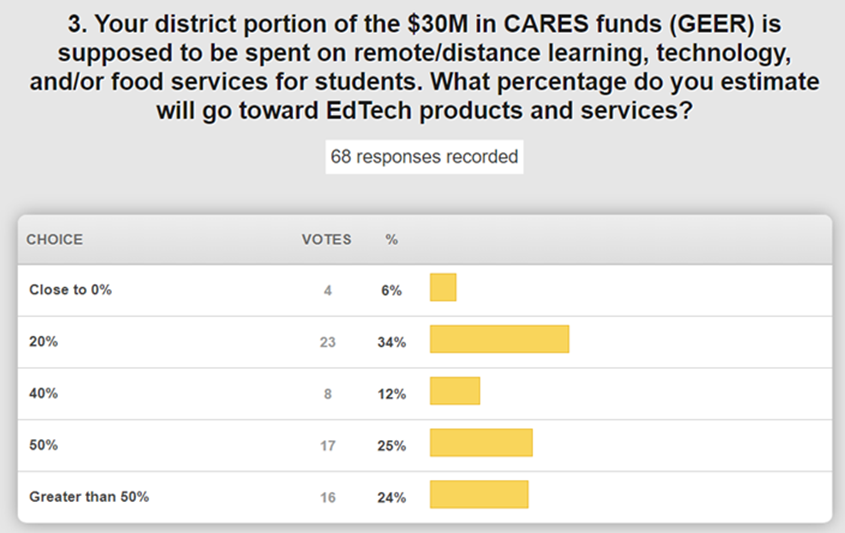 3. Your district portion of the $30M in CARES funds (GEER) is
supposed to be spent on remote/distance learning, technology,
and/or food services for students. What percentage do you estimate
will go toward EdTech products and services?
68 responses recorded
CHOICE VOTES %
Close to 0% 4 6%
20% 23 34%
40% 8 12%
50% 17 25%
Greater than 50% 16 24%